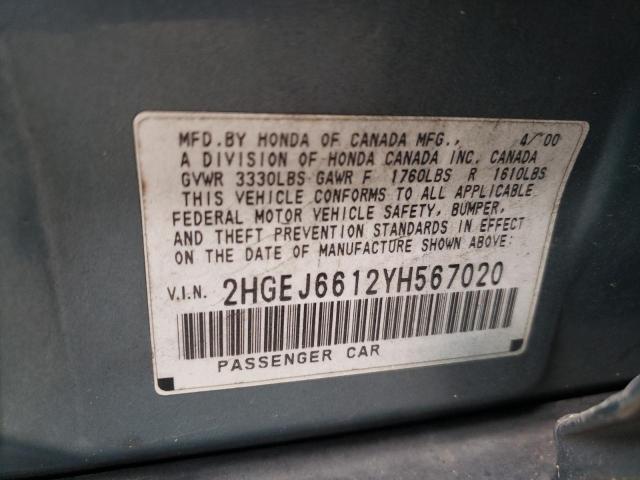 MFD. BY HONDA OF CANADA MFG., 4/00
A DIVISION OF HONDA CANADA INC. CANADA
GVWR 3330LBS GAWR F 1760LBS R 1610LBS
THIS VEHICLE CONFORMS TO ALL APPLICABLE
FEDERAL MOTOR VEHICLE SAFETY, BUMPER,
AND THEFT PREVENTION STANDARDS IN EFFECT
ON THE DATE OF MANUFACTURE SHOWN ABOVE:
V.I.N. 2HGEJ6612YH567020
PASSENGER CAR